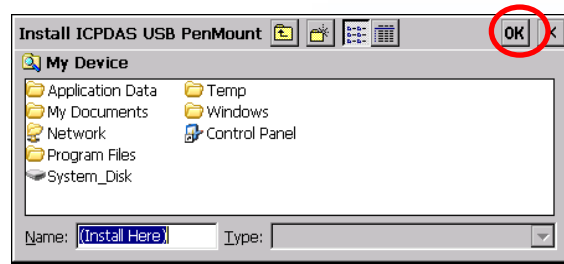 Install ICPDAS USB PenMount OK ×
My Device
Application Data Temp
My Documents Windows
Network Control Panel
Program Files
System_Disk
Name: (Install Here) Type: